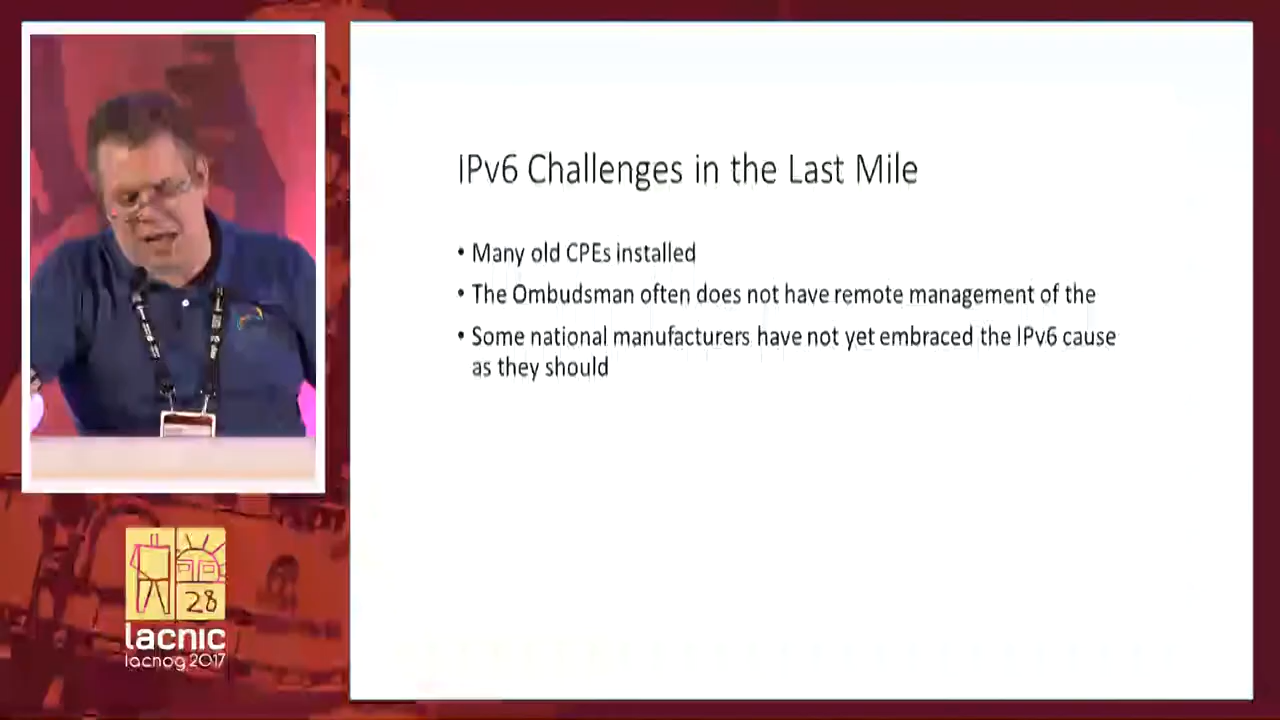 IPv6 Challenges in the Last Mile
• Many old CPEs installed
• The Ombudsman often does not have remote management of the
• Some national manufacturers have not yet embraced the IPv6 cause
as they should
28
lacnic
lacnog 2017